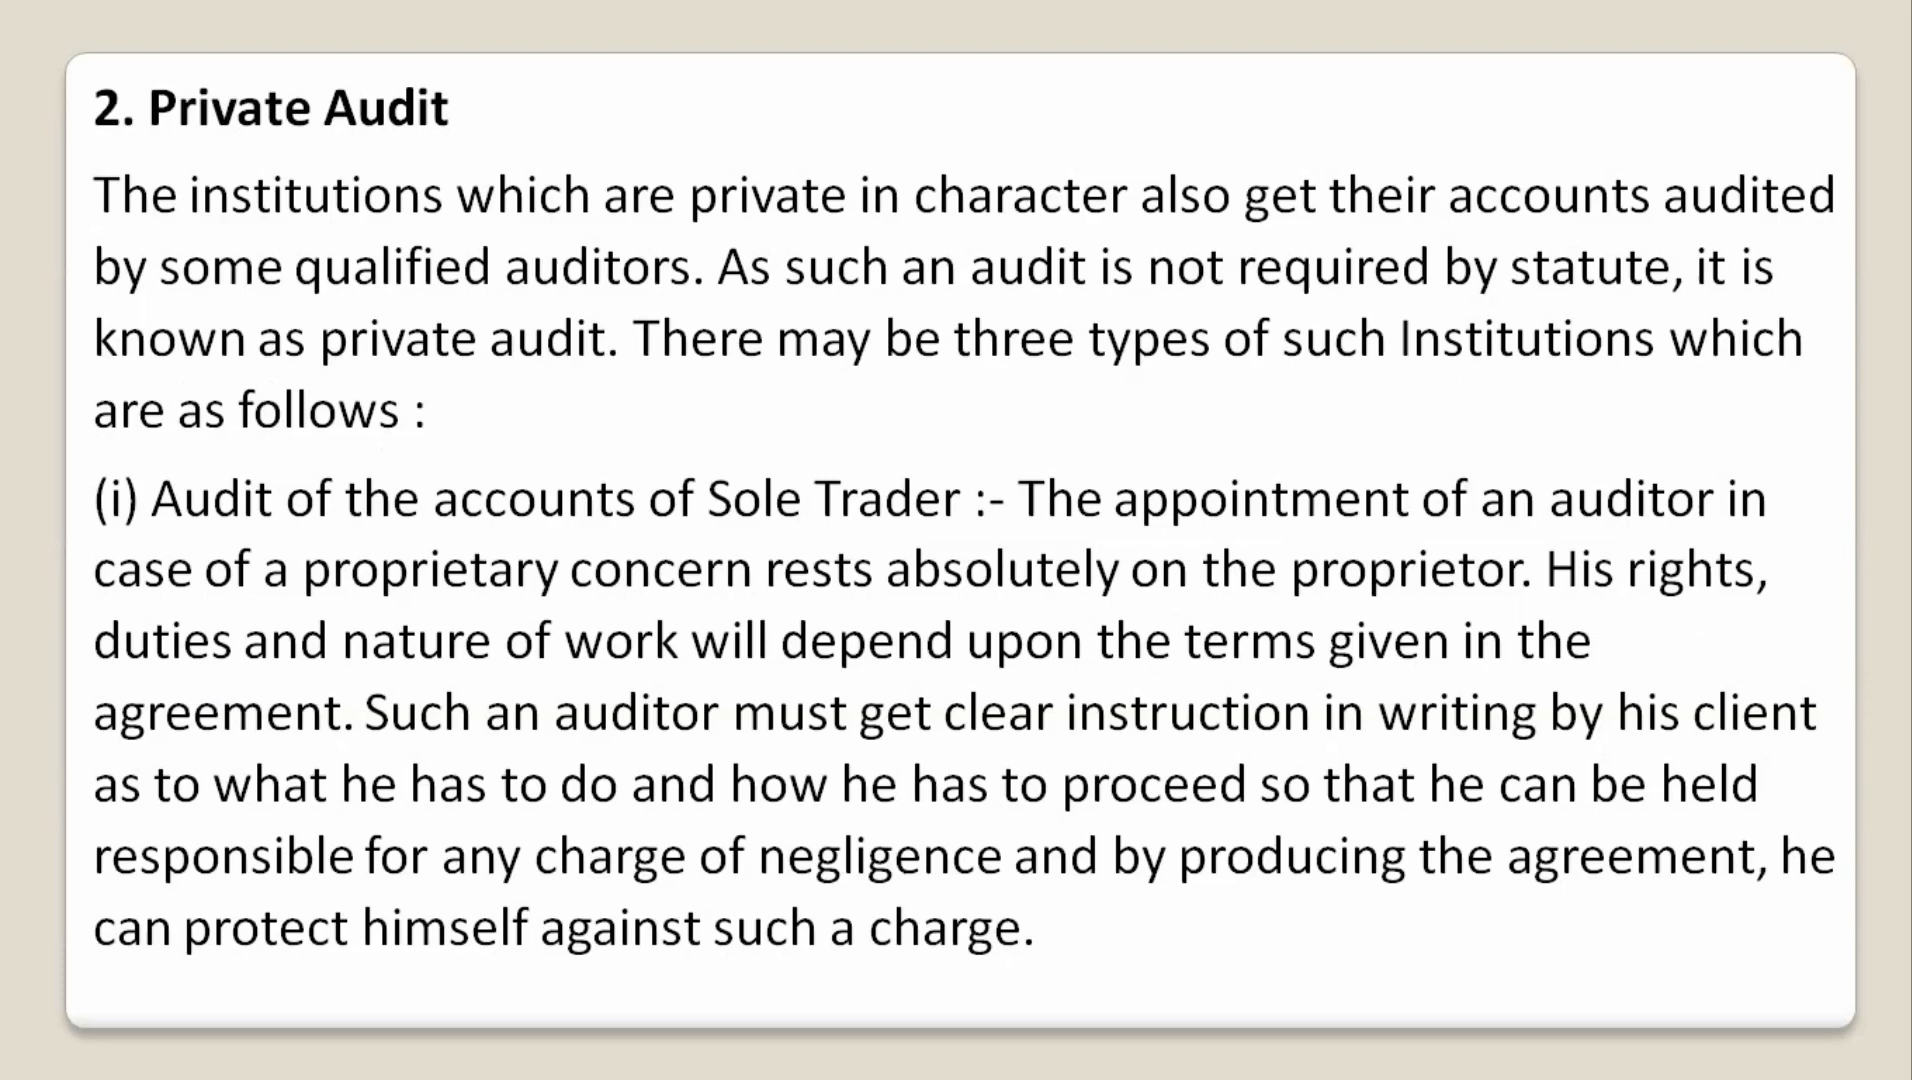 2. Private Audit
The institutions which are private in character also get their accounts audited
by some qualified auditors. As such an audit is not required by statute, it is
known as private audit. There may be three types of such Institutions which
are as follows :
(i) Audit of the accounts of Sole Trader :- The appointment of an auditor in
case of a proprietary concern rests absolutely on the proprietor. His rights,
duties and nature of work will depend upon the terms given in the
agreement. Such an auditor must get clear instruction in writing by his client
as to what he has to do and how he has to proceed so that he can be held
responsible for any charge of negligence and by producing the agreement, he
can protect himself against such a charge.